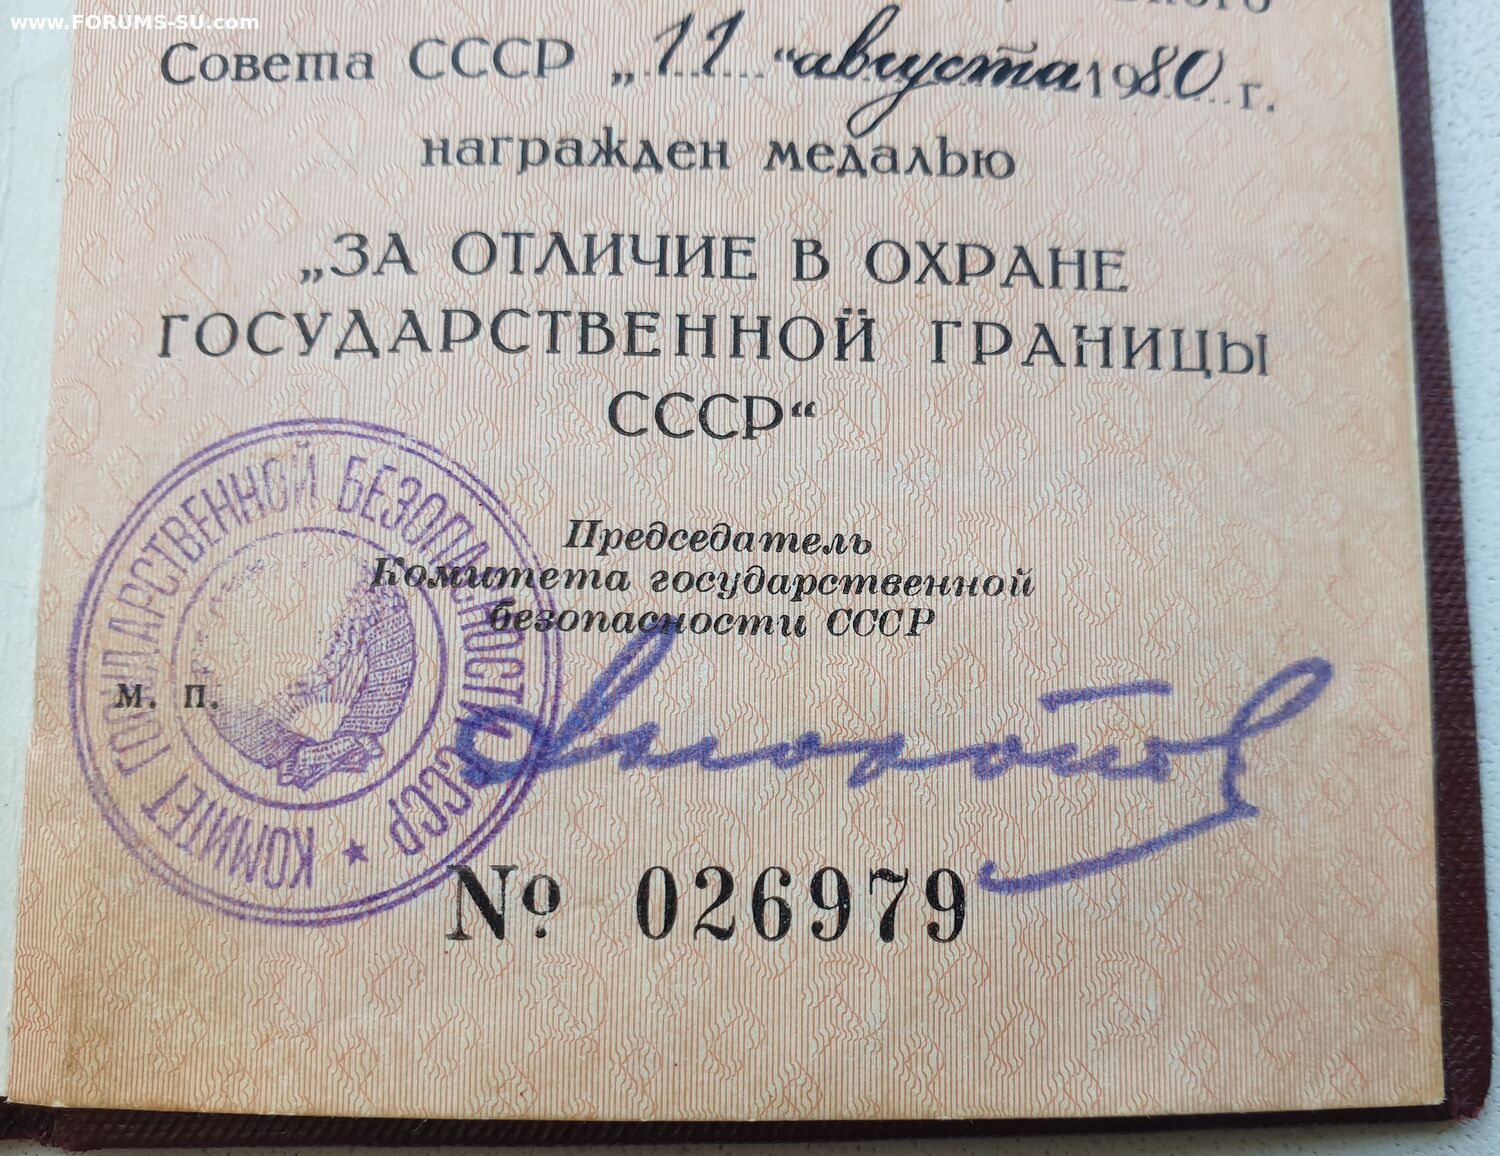 www.FORUMS-SU.com
Совета СССР „11“ августа 1980 г.
награжден медалью
„ЗА ОТЛИЧИЕ В ОХРАНЕ
ГОСУДАРСТВЕННОЙ ГРАНИЦЫ
СССР“
Председатель
Комитета государственной
безопасности СССР
М. П.
КОМИТЕТ ГОСУДАРСТВЕННОЙ БЕЗОПАСНОСТИ СССР
№ 026979